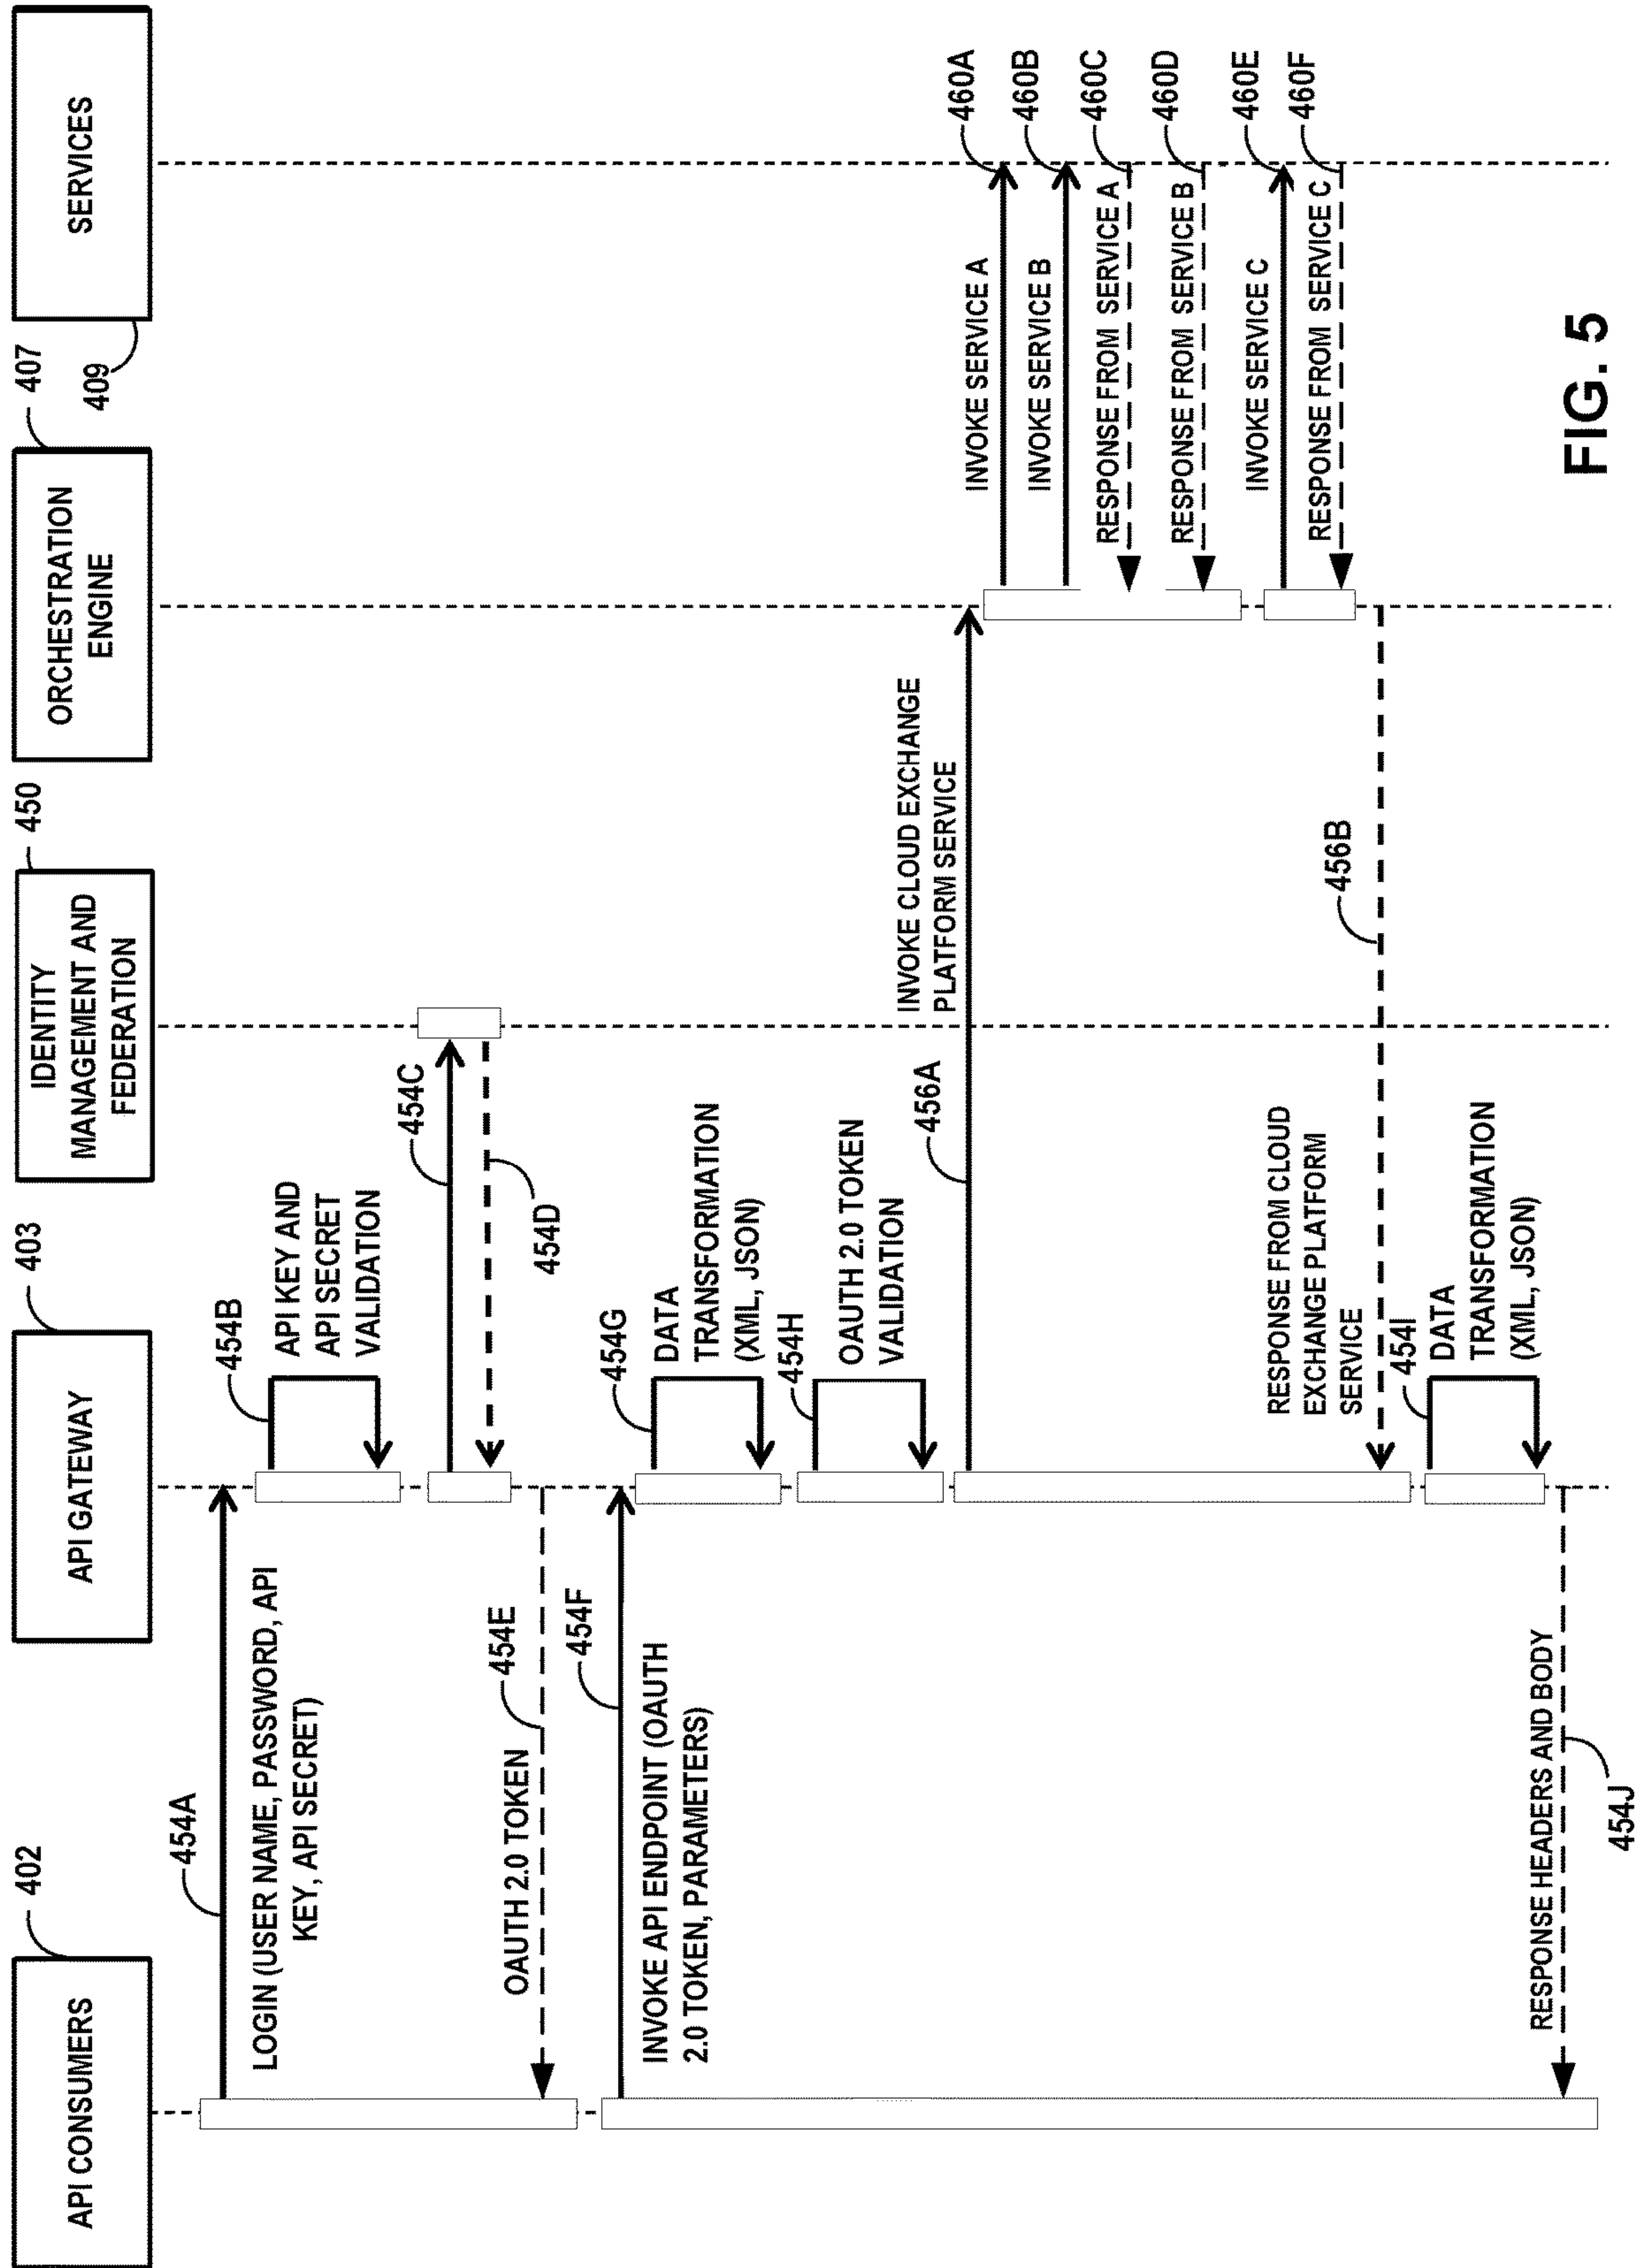 API CONSUMERS
402
API GATEWAY
403
IDENTITY
MANAGEMENT AND
FEDERATION
450
ORCHESTRATION
ENGINE
407
SERVICES
409
454A
LOGIN (USER NAME, PASSWORD, API
KEY, API SECRET)
454B
API KEY AND
API SECRET
VALIDATION
454C
454D
454E
OAUTH 2.0 TOKEN
454F
INVOKE API ENDPOINT (OAUTH
2.0 TOKEN, PARAMETERS)
454G
DATA
TRANSFORMATION
(XML, JSON)
454H
OAUTH 2.0 TOKEN
VALIDATION
456A
INVOKE CLOUD EXCHANGE
PLATFORM SERVICE
INVOKE SERVICE A
460A
INVOKE SERVICE B
460B
RESPONSE FROM SERVICE A
460C
RESPONSE FROM SERVICE B
460D
INVOKE SERVICE C
460E
RESPONSE FROM SERVICE C
460F
RESPONSE FROM CLOUD
EXCHANGE PLATFORM
SERVICE
456B
454I
DATA
TRANSFORMATION
(XML, JSON)
RESPONSE HEADERS AND BODY
454J
FIG. 5